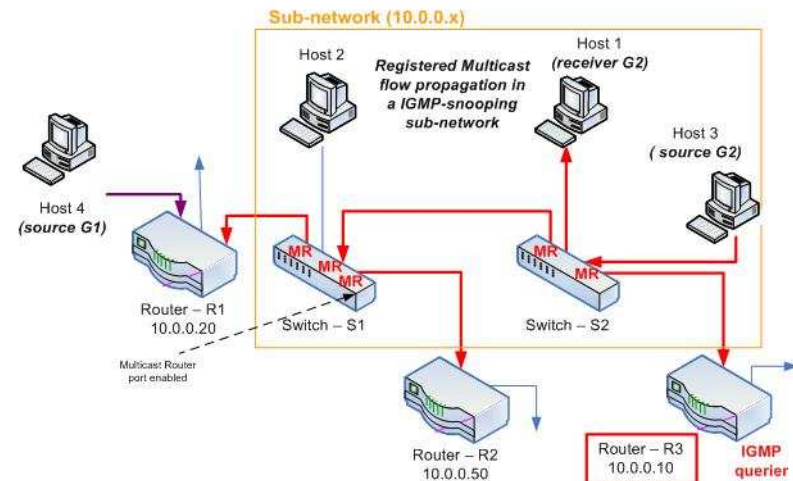 Sub-network (10.0.0.x)
Host 2
Registered Multicast
flow propagation in
a IGMP-snooping
sub-network
Host 1
(receiver G2)
Host 3
( source G2)
Host 4
(source G1)
MR
MR
MR
MR
MR
Router – R1
10.0.0.20
Switch – S1
Switch – S2
Multicast Router
port enabled
Router – R2
10.0.0.50
Router – R3
10.0.0.10
IGMP
querier